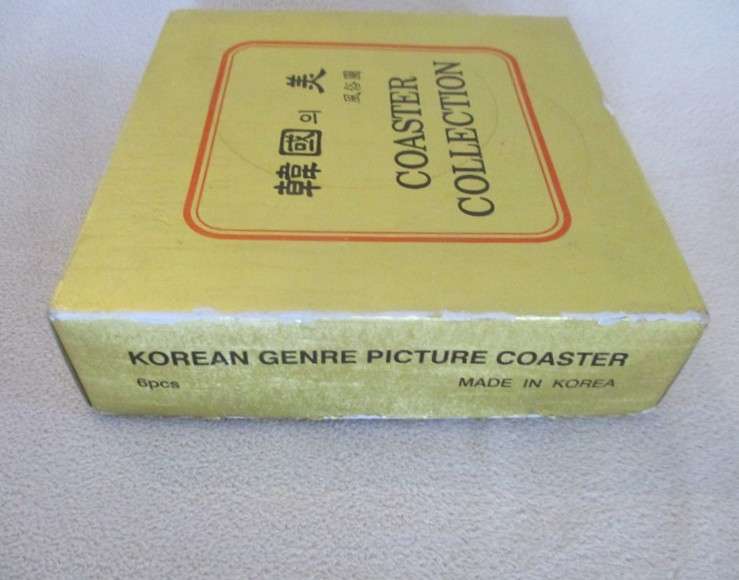 韓國의 美
風俗圖
COASTER
COLLECTION
KOREAN GENRE PICTURE COASTER
6pcs
MADE IN KOREA